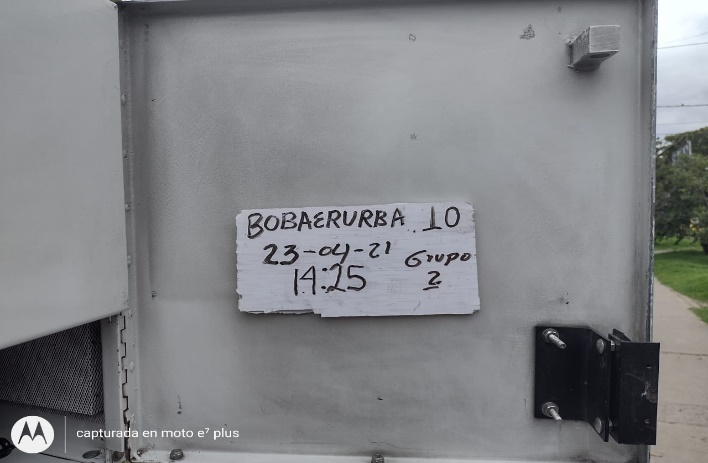 BOBAERURBA 10
23-04-21 Grupo
14:25 2
capturada en moto e⁷ plus